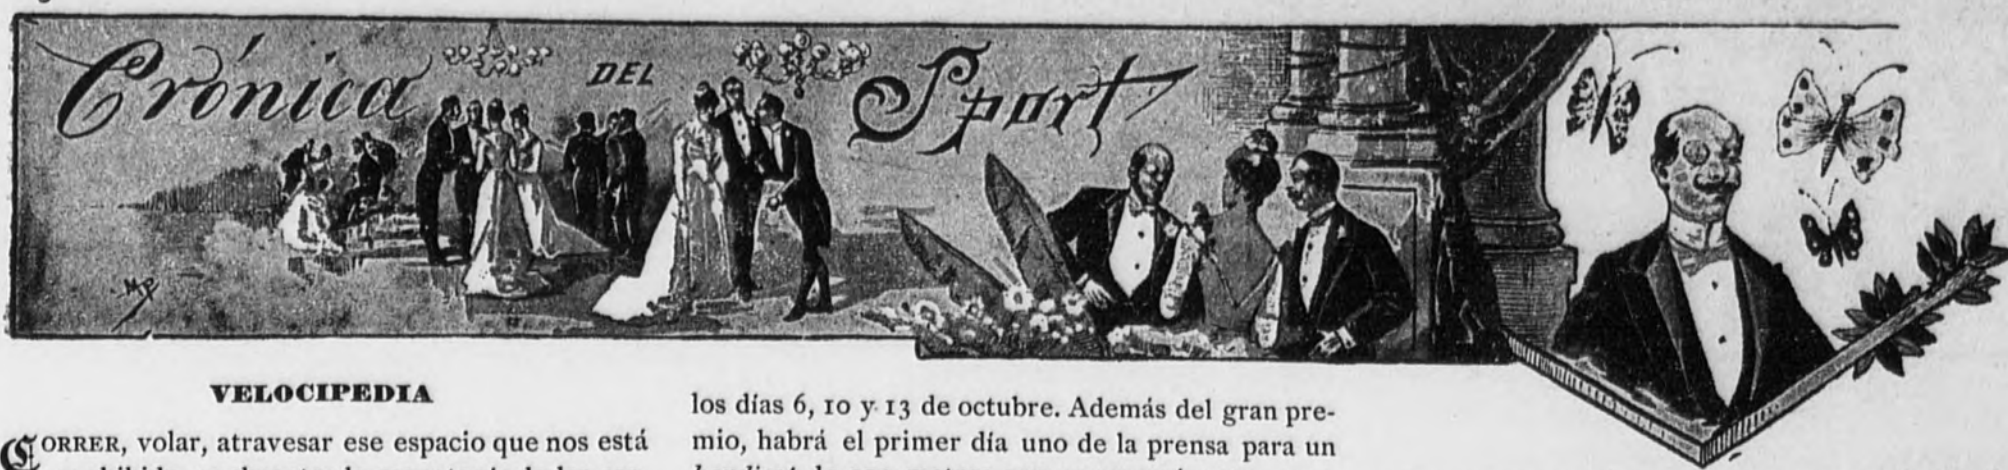 Crónica DEL Sport
MP
VELOCIPEDIA
CORRER, volar, atravesar ese espacio que nos está
los días 6, 10 y 13 de octubre. Además del gran pre-
mio, habrá el primer día uno de la prensa para un